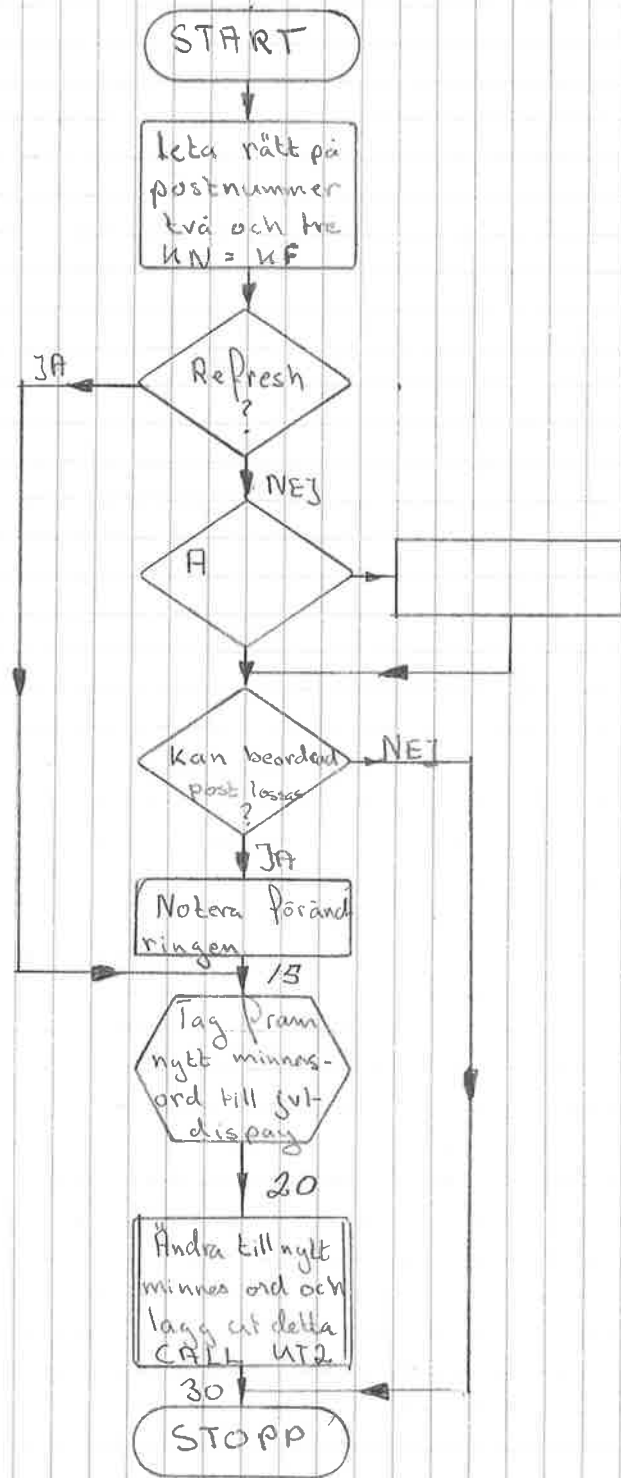 START
Leta rätt på
postnummer
två och tre
KN = KF
JA
Refresh
?
NEJ
A
Kan beordrad
post lossas
?
NEJ
JA
Notera föränd
ringen
15
Tag fram
nytt minnes-
ord till
dispay
20
Ändra till nytt
minnes ord och
lägg ut detta
CALL UT2
30
STOPP